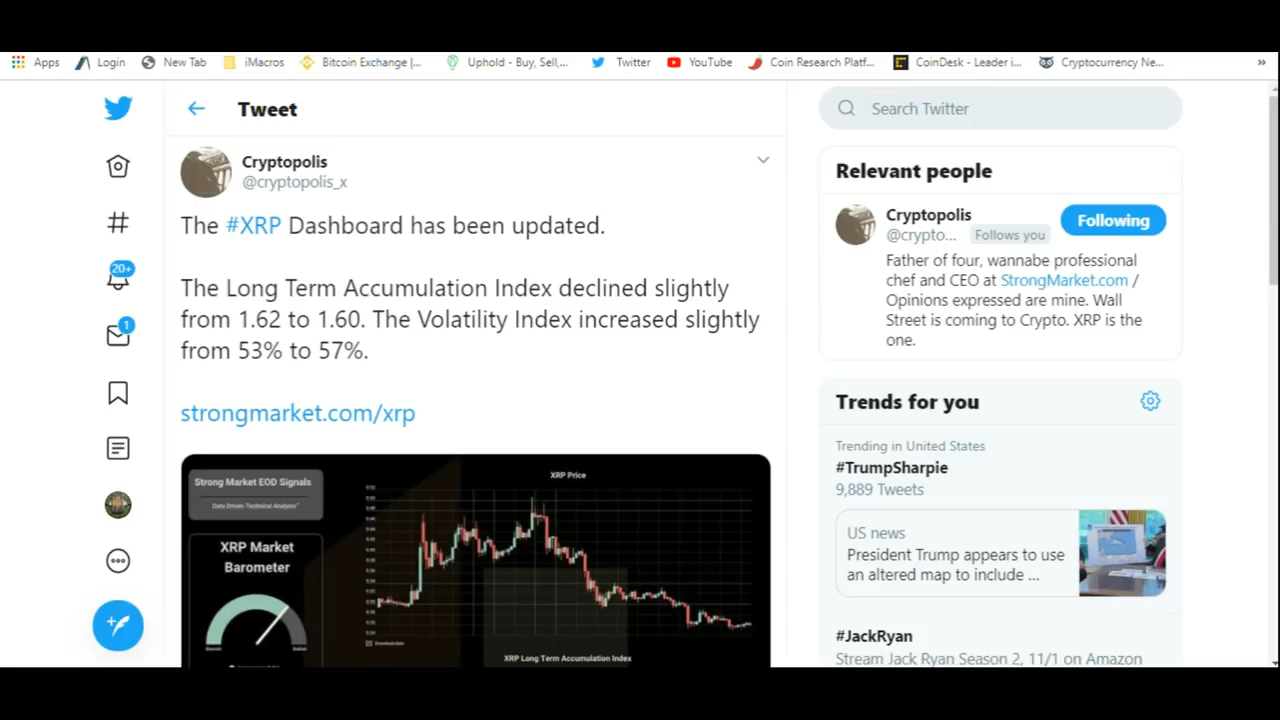 Apps Login New Tab iMacros Bitcoin Exchange |... Uphold - Buy, Sell,... Twitter YouTube Coin Research Platf... CoinDesk - Leader i... Cryptocurrency Ne... »
Tweet
Search Twitter
Cryptopolis
@cryptopolis_x
The #XRP Dashboard has been updated.
The Long Term Accumulation Index declined slightly
from 1.62 to 1.60. The Volatility Index increased slightly
from 53% to 57%.
strongmarket.com/xrp
Strong Market EOD Signals
Data Driven Technical Analysis
XRP Market
Barometer
Bearish Bullish
XRP Price
XRP Long Term Accumulation Index
20+
1
Relevant people
Cryptopolis
@crypto... Follows you
Following
Father of four, wannabe professional
chef and CEO at StrongMarket.com /
Opinions expressed are mine. Wall
Street is coming to Crypto. XRP is the
one.
Trends for you
Trending in United States
#TrumpSharpie
9,889 Tweets
US news
President Trump appears to use
an altered map to include ...
#JackRyan
Stream Jack Ryan Season 2, 11/1 on Amazon